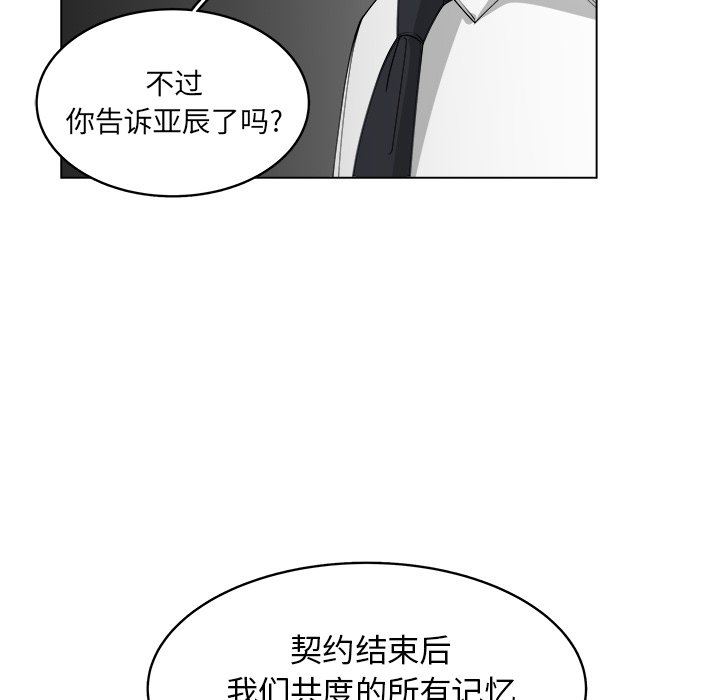 不过
你告诉亚辰了吗?
契约结束后
我们共度的所有记忆